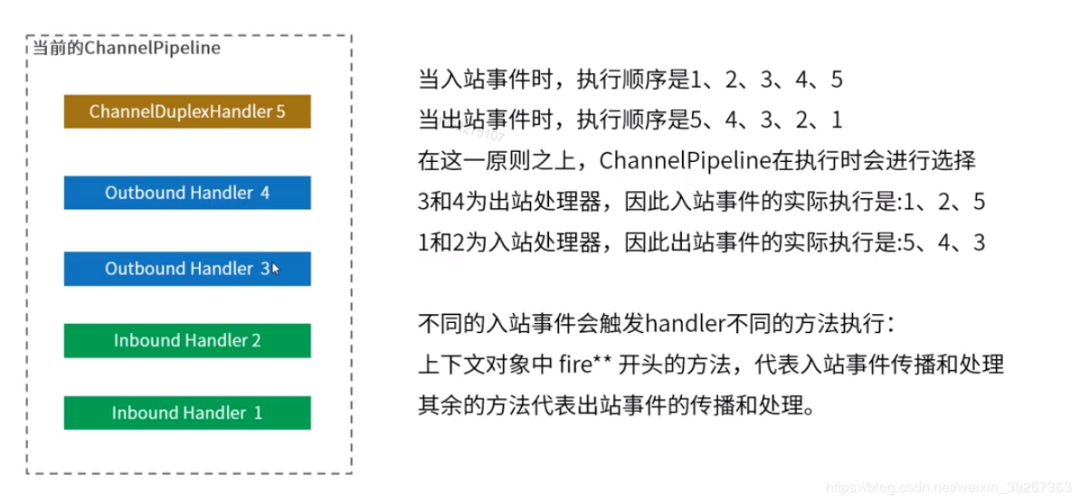 当前的ChannelPipeline
ChannelDuplexHandler 5
Outbound Handler 4
Outbound Handler 3
Inbound Handler 2
Inbound Handler 1
当入站事件时，执行顺序是1、2、3、4、5
当出站事件时，执行顺序是5、4、3、2、1
在这一原则之上，ChannelPipeline在执行时会进行选择
3和4为出站处理器，因此入站事件的实际执行是:1、2、5
1和2为入站处理器，因此出站事件的实际执行是:5、4、3
不同的入站事件会触发handler不同的方法执行：
上下文对象中 fire** 开头的方法，代表入站事件传播和处理
其余的方法代表出站事件的传播和处理。
https://blog.csdn.net/weixin_39267363